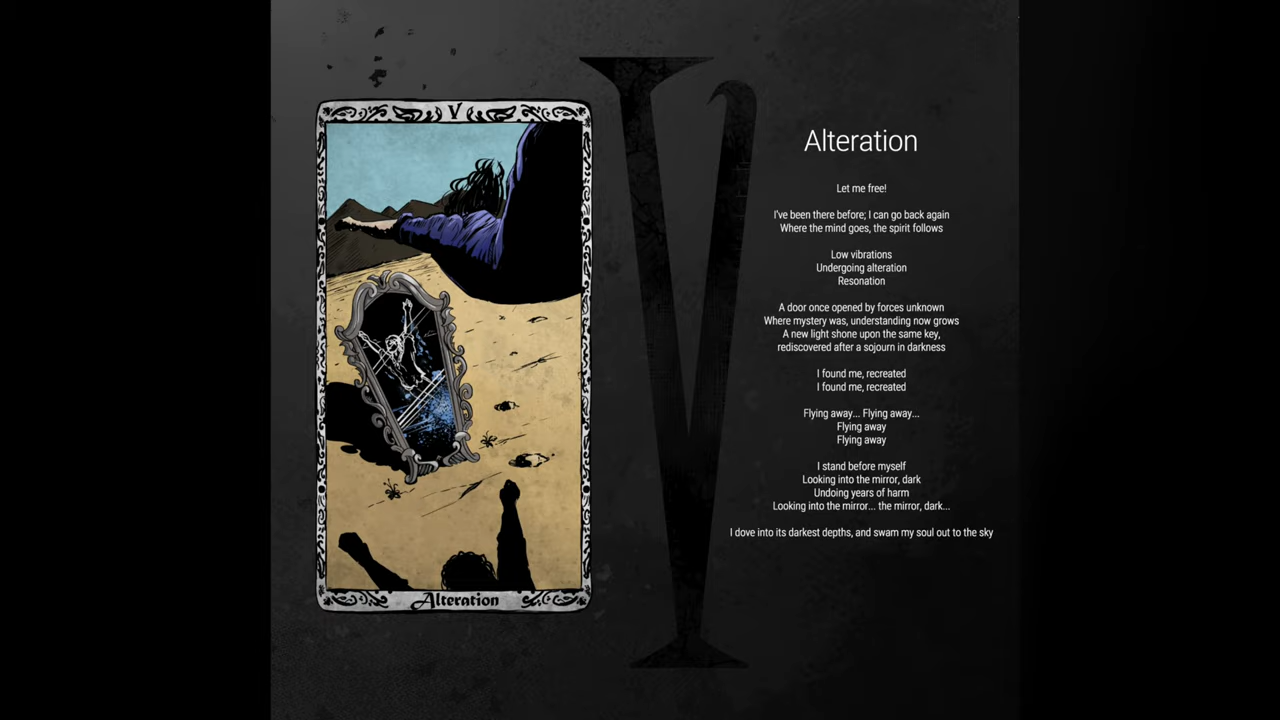 V
Alteration
Alteration
Let me free!
I've been there before; I can go back again
Where the mind goes, the spirit follows
Low vibrations
Undergoing alteration
Resonation
A door once opened by forces unknown
Where mystery was, understanding now grows
A new light shone upon the same key,
rediscovered after a sojourn in darkness
I found me, recreated
I found me, recreated
Flying away... Flying away...
Flying away
Flying away
I stand before myself
Looking into the mirror, dark
Undoing years of harm
Looking into the mirror... the mirror, dark...
I dove into its darkest depths, and swam my soul out to the sky
V